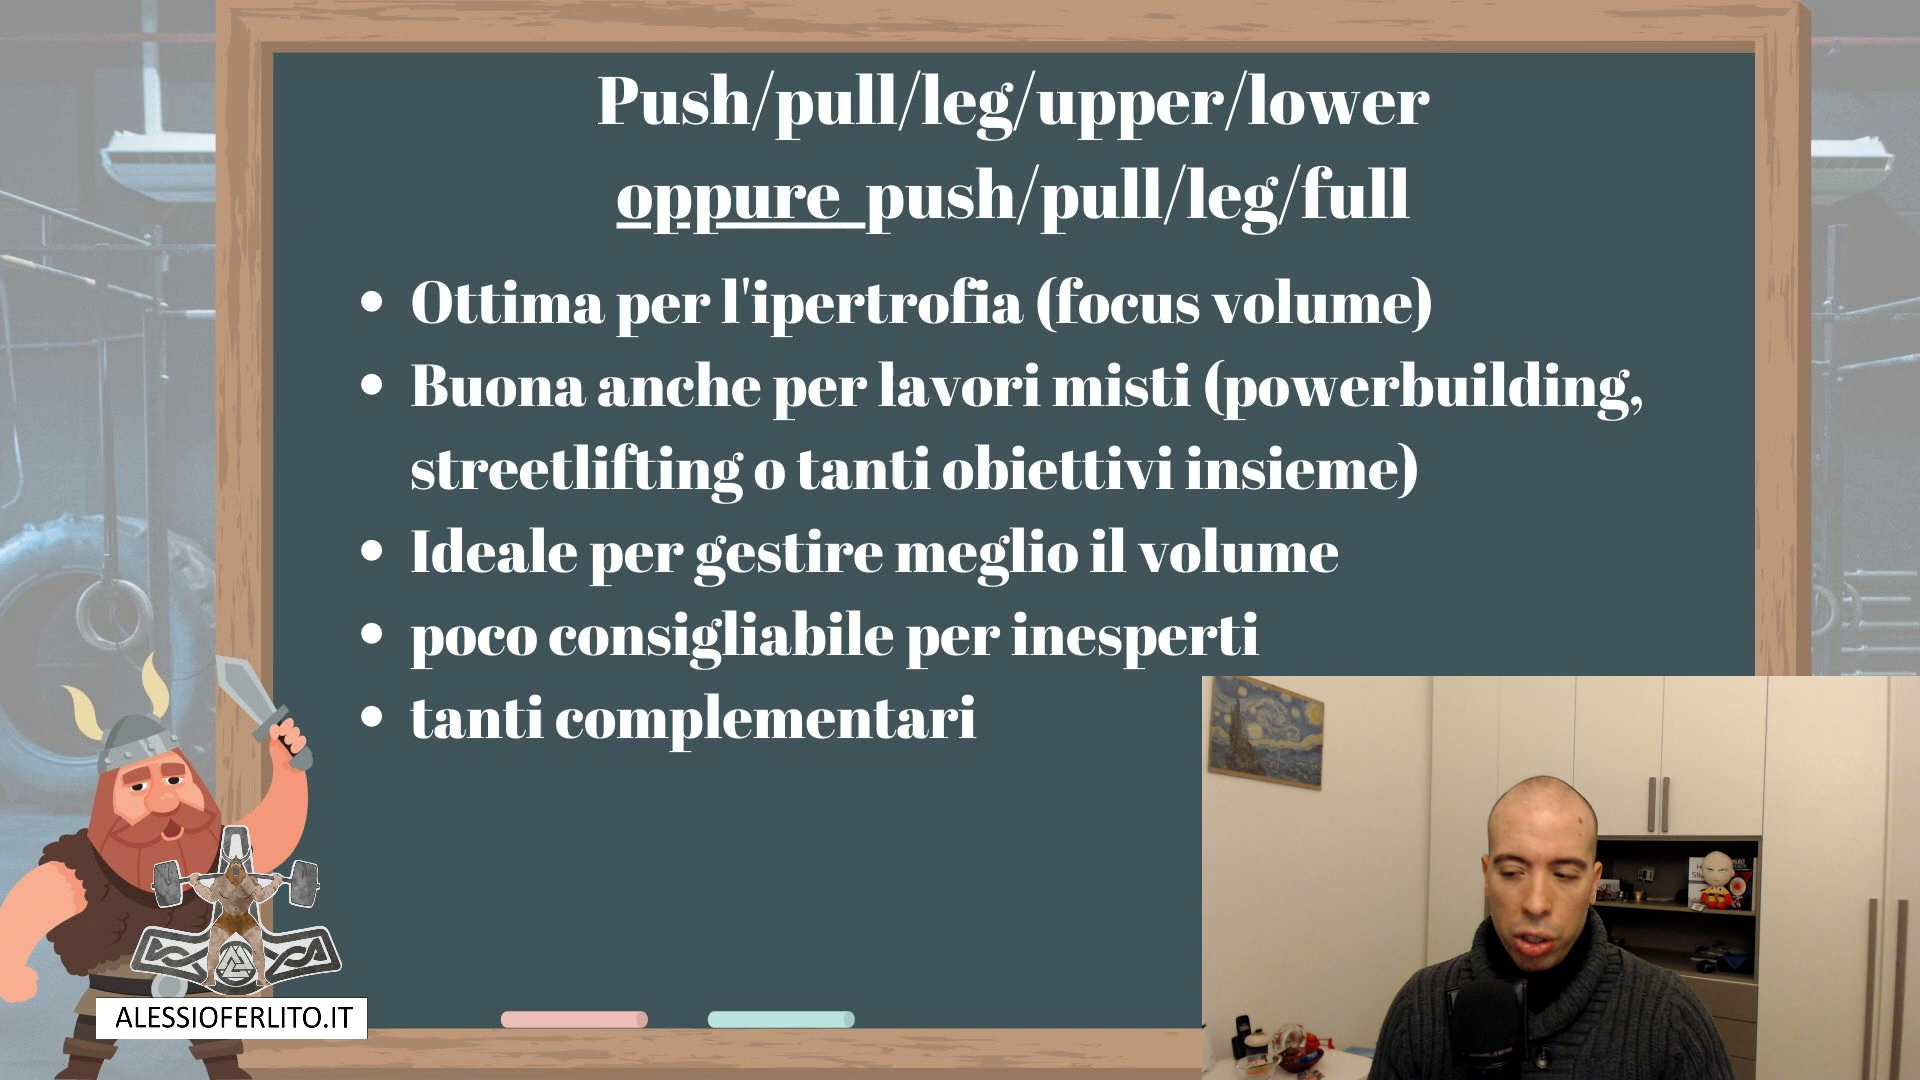 Push/pull/leg/upper/lower
oppure push/pull/leg/full
• Ottima per l'ipertrofia (focus volume)
• Buona anche per lavori misti (powerbuilding,
streetlifting o tanti obiettivi insieme)
• Ideale per gestire meglio il volume
• poco consigliabile per inesperti
• tanti complementari
ALESSIOFERLITO.IT